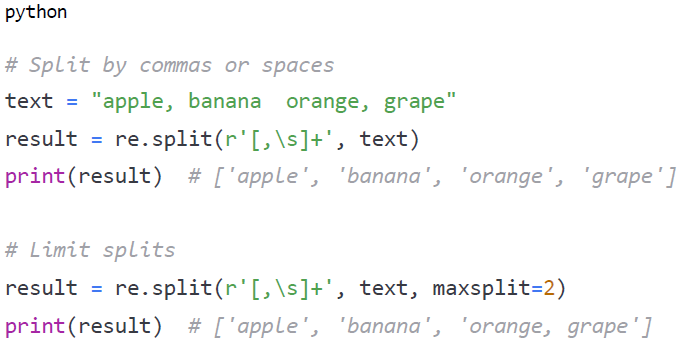 python
# Split by commas or spaces
text = "apple, banana  orange, grape"
result = re.split(r'[,\s]+', text)
print(result)  # ['apple', 'banana', 'orange', 'grape']
# Limit splits
result = re.split(r'[,\s]+', text, maxsplit=2)
print(result)  # ['apple', 'banana', 'orange, grape']